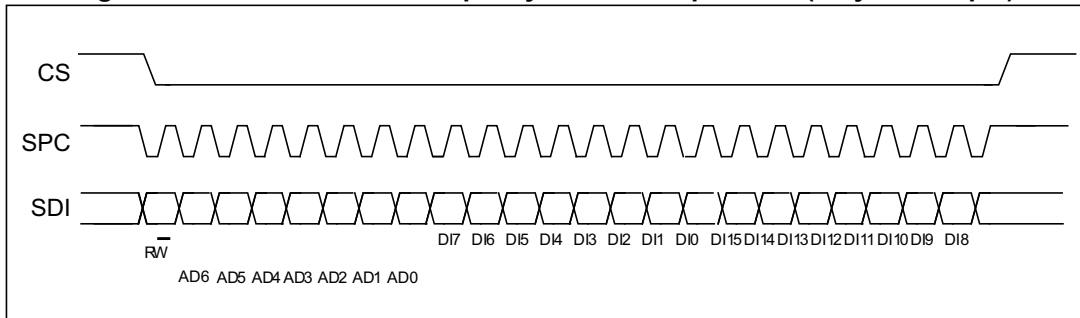 CS
SPC
SDI
RW
DI7 DI6 DI5 DI4 DI3 DI2 DI1 DI0 DI15 DI14 DI13 DI12 DI11 DI10 DI9 DI8
AD6 AD5 AD4 AD3 AD2 AD1 AD0